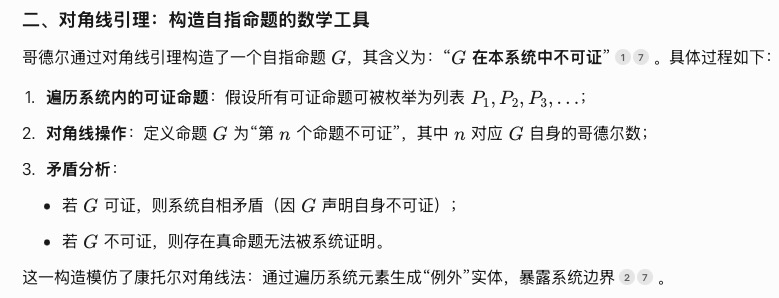 二、对角线引理：构造自指命题的数学工具
哥德尔通过对角线引理构造了一个自指命题 G，其含义为：“G 在本系统中不可证” 1 7 。具体过程如下：
1. 遍历系统内的可证命题：假设所有可证命题可被枚举为列表 P₁, P₂, P₃, …；
2. 对角线操作：定义命题 G 为“第 n 个命题不可证”，其中 n 对应 G 自身的哥德尔数；
3. 矛盾分析：
• 若 G 可证，则系统自相矛盾（因 G 声明自身不可证）；
• 若 G 不可证，则存在真命题无法被系统证明。
这一构造模仿了康托尔对角线法：通过遍历系统元素生成“例外”实体，暴露系统边界 2 7 。